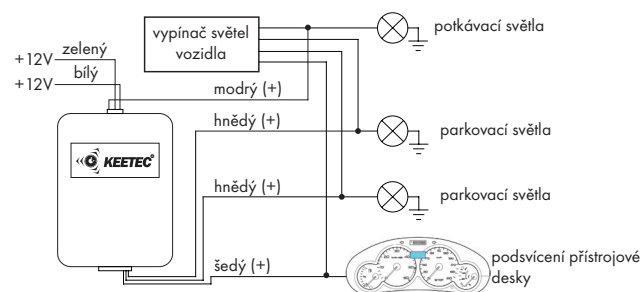 vypínač světel
vozidla
potkávací světla
+12V zelený
+12V bílý
modrý (+)
hnědý (+)
parkovací světla
KEETEC®
hnědý (+)
parkovací světla
šedý (+)
podsvícení přístrojové
desky